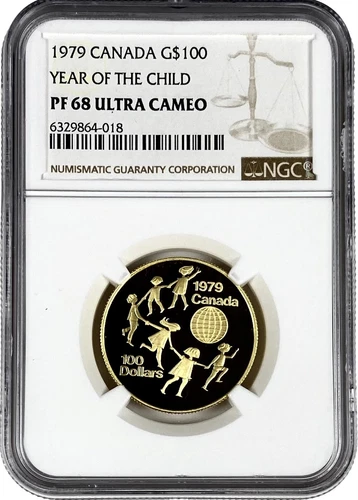 1979 CANADA G$100
YEAR OF THE CHILD
PF 68 ULTRA CAMEO
6329864-018
NUMISMATIC GUARANTY CORPORATION
NGC®
1979
Canada
100
Dollars